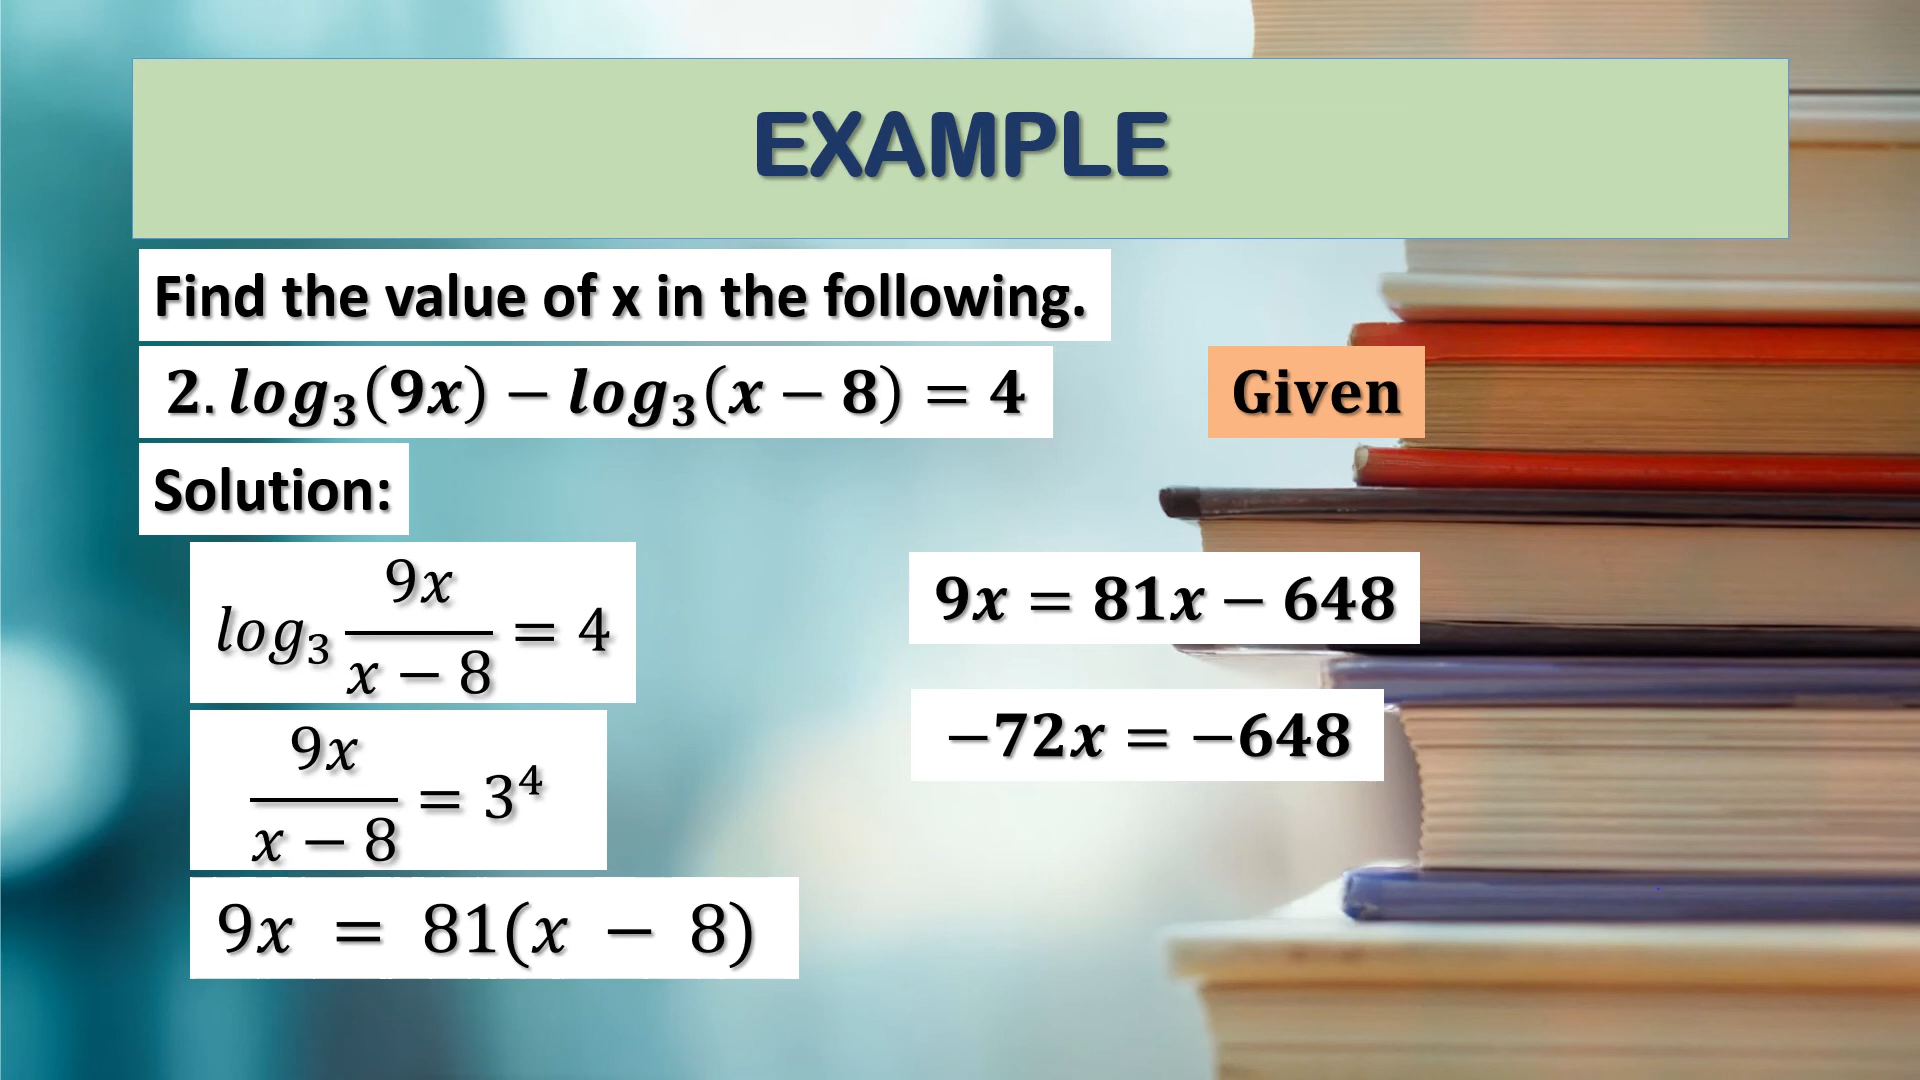 EXAMPLE
Find the value of x in the following.
2. log₃(9x) − log₃(x − 8) = 4
Given
Solution:
log₃ 9x/(x − 8) = 4
9x/(x − 8) = 3⁴
9x = 81(x − 8)
9x = 81x − 648
−72x = −648